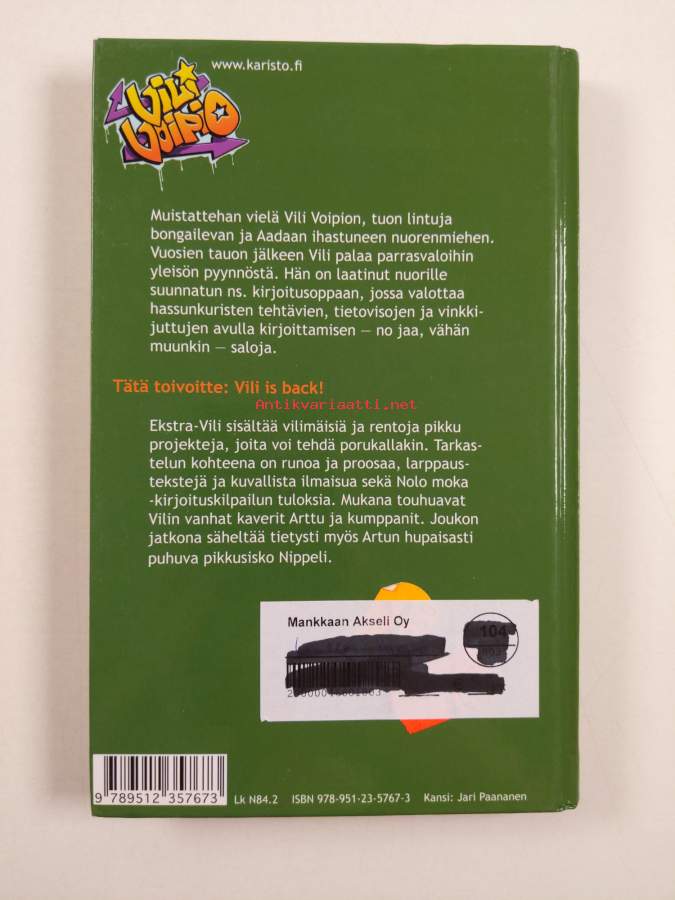 www.karisto.fi
Vili
Voipio
Muistattehan vielä Vili Voipion, tuon lintuja
bongailevan ja Aadaan ihastuneen nuorenmiehen.
Vuosien tauon jälkeen Vili palaa parrasvaloihin
yleisön pyynnöstä. Hän on laatinut nuorille
suunnatun ns. kirjoitusoppaan, jossa valottaa
hassunkuristen tehtävien, tietovisojen ja vinkki-
juttujen avulla kirjoittamisen — no jaa, vähän
muunkin — saloja.
Tätä toivoitte: Vili is back!
Antikvariaatti.net
Ekstra-Vili sisältää vilimäisiä ja rentoja pikku
projekteja, joita voi tehdä porukallakin. Tarkas-
telun kohteena on runoa ja proosaa, larppaus-
tekstejä ja kuvallista ilmaisua sekä Nolo moka
-kirjoituskilpailun tuloksia. Mukana touhuavat
Vilin vanhat kaverit Arttu ja kumppanit. Joukon
jatkona säheltää tietysti myös Artun hupaisasti
puhuva pikkusisko Nippeli.
Mankkaan Akseli Oy
104
9 789512 357673
Lk N84.2 ISBN 978-951-23-5767-3 Kansi: Jari Paananen